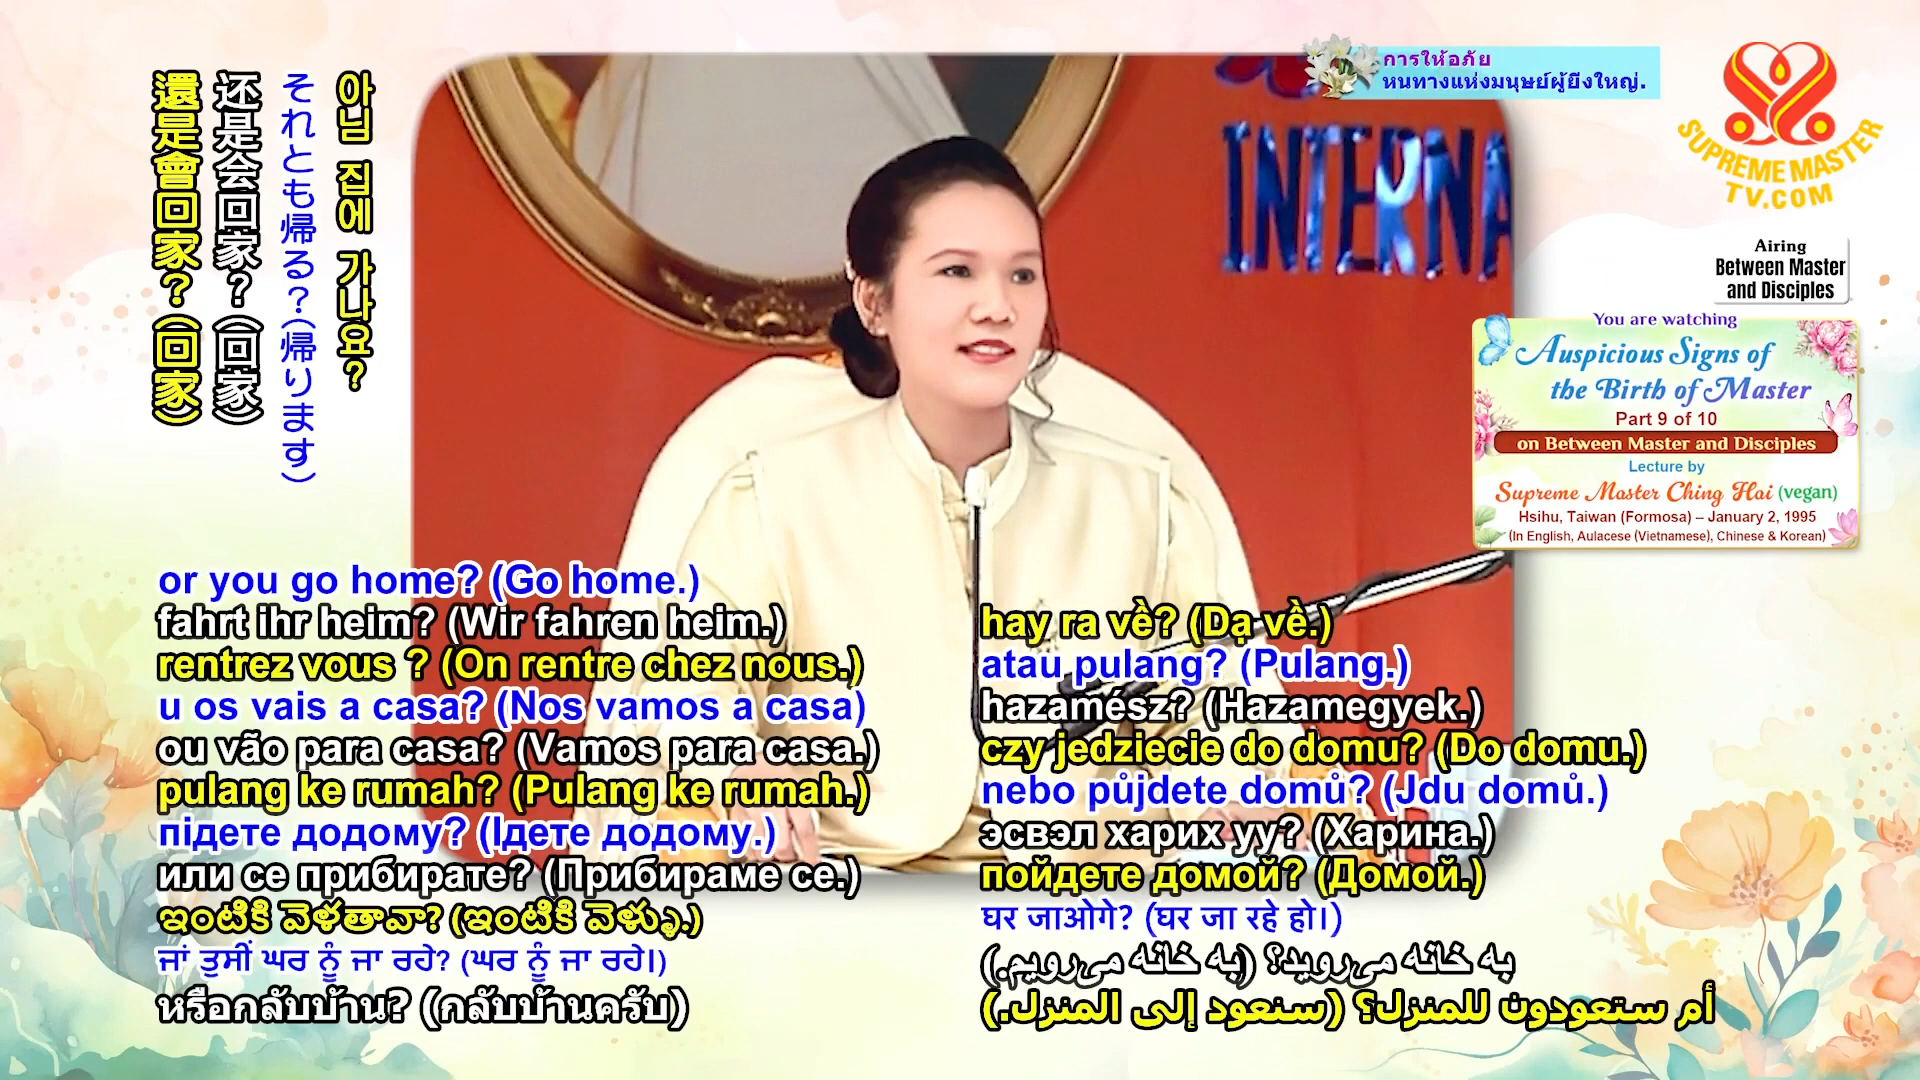 還是會回家？（回家）
还是会回家？（回家）
それとも帰る？（帰ります）
아님 집에 가나요？
INTERNA
การให้อภัย
หนทางแห่งมนุษย์ผู้ยิ่งใหญ่.
SUPREME MASTER
TV.COM
Airing
Between Master
and Disciples
You are watching
Auspicious Signs of
the Birth of Master
Part 9 of 10
on Between Master and Disciples
Lecture by
Supreme Master Ching Hai (vegan)
Hsihu, Taiwan (Formosa) – January 2, 1995
(In English, Aulacese (Vietnamese), Chinese & Korean)
or you go home? (Go home.)
fahrt ihr heim? (Wir fahren heim.)
rentrez vous ? (On rentre chez nous.)
u os vais a casa? (Nos vamos a casa)
ou vão para casa? (Vamos para casa.)
pulang ke rumah? (Pulang ke rumah.)
підете додому? (Ідете додому.)
или се прибирате? (Прибираме се.)
ఇంటికి వెళతావా? (ఇంటికి వెళ్ళు.)
ਜਾਂ ਤੁਸੀਂ ਘਰ ਨੂੰ ਜਾ ਰਹੇ? (ਘਰ ਨੂੰ ਜਾ ਰਹੇ।)
หรือกลับบ้าน? (กลับบ้านครับ)
hay ra về? (Dạ về.)
atau pulang? (Pulang.)
hazamész? (Hazamegyek.)
czy jedziecie do domu? (Do domu.)
nebo půjdete domů? (Jdu domů.)
эсвэл харих уу? (Харина.)
пойдете домой? (Домой.)
घर जाओगे? (घर जा रहे हो।)
به خانه می‌روید؟ (به خانه می‌رویم.)
أم ستعودون للمنزل؟ (سنعود إلى المنزل.)